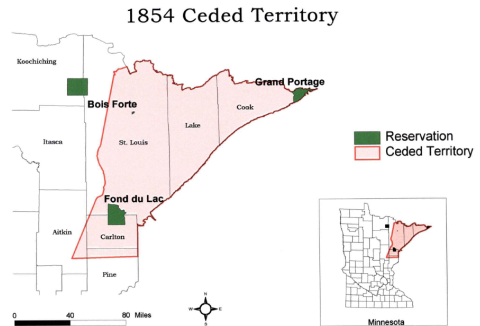 1854 Ceded Territory
Koochiching
Grand Portage
Bois Forte
Cook
Lake
Itasca
St. Louis
Reservation
Ceded Territory
Fond du Lac
Aitkin
Carlton
Pine
0 40 80 Miles
N
W E
S
Minnesota